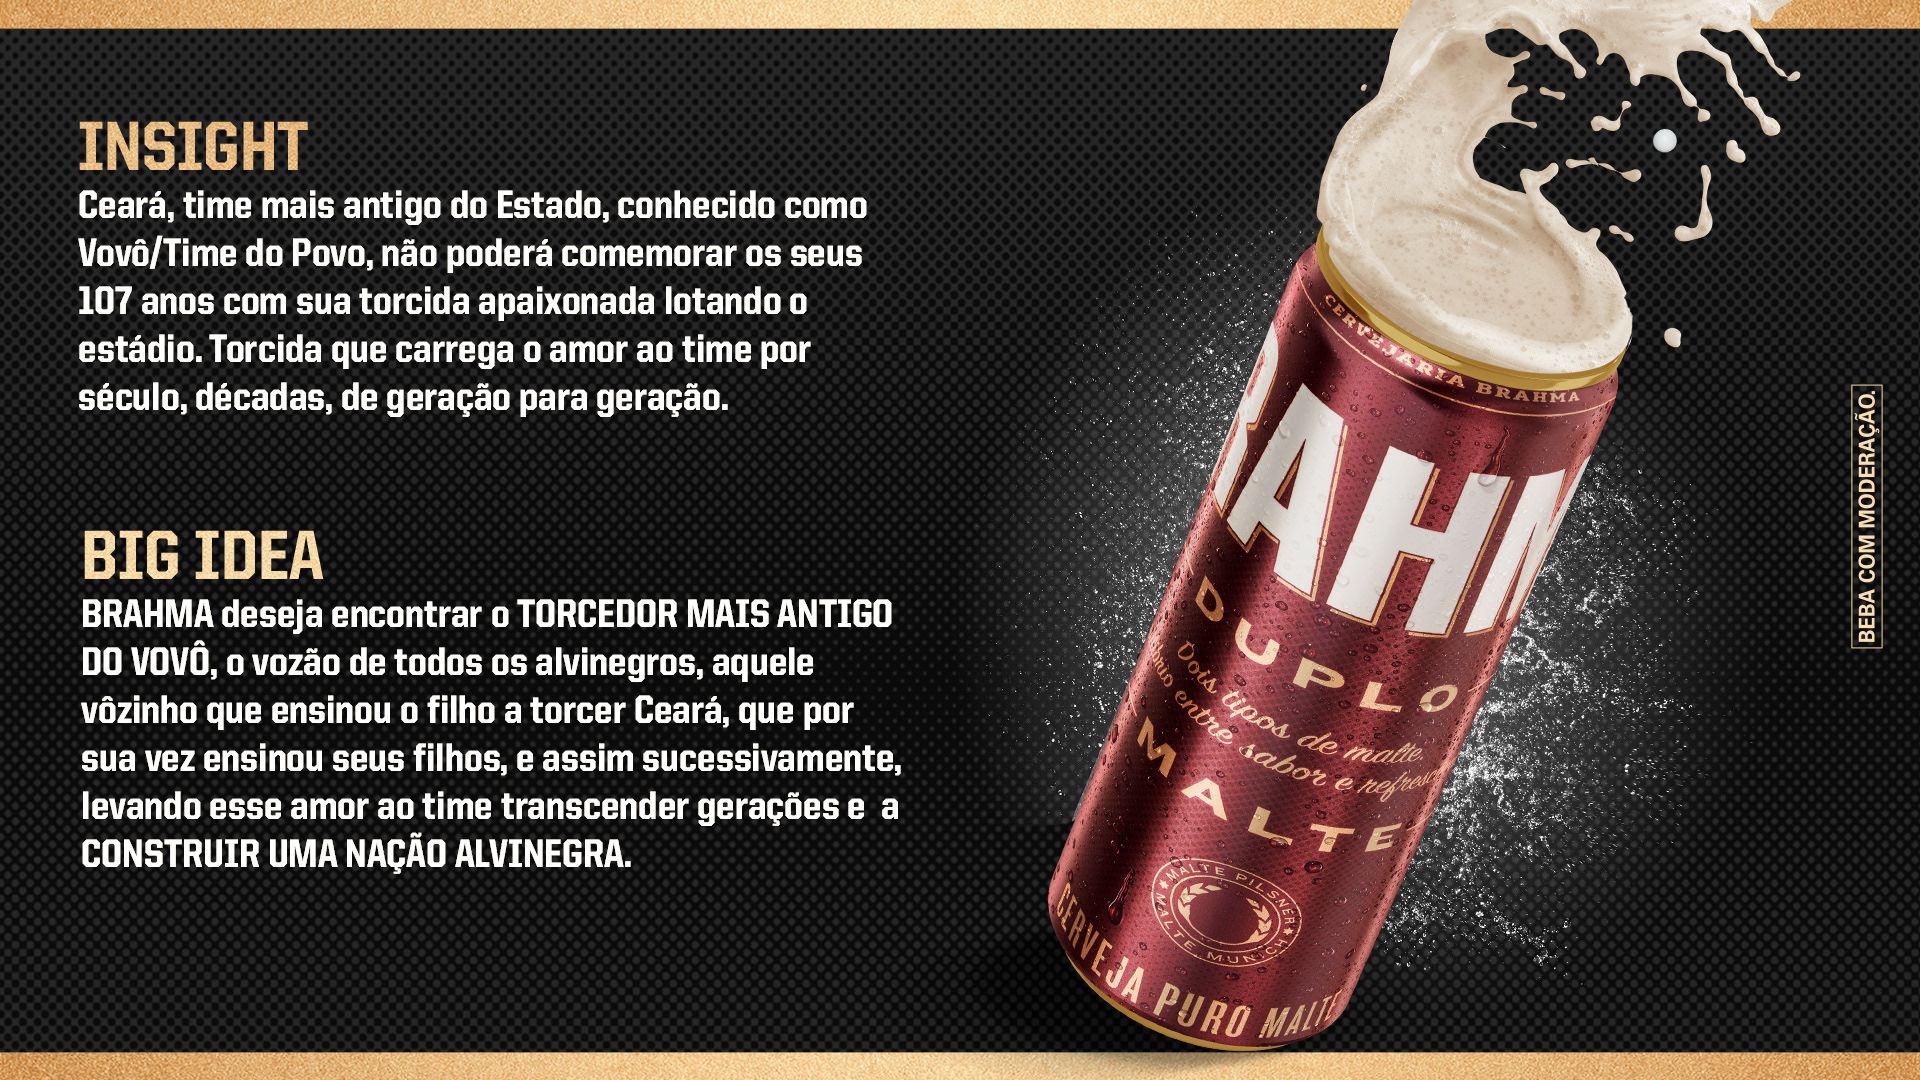 INSIGHT
Ceará, time mais antigo do Estado, conhecido como
Vovô/Time do Povo, não poderá comemorar os seus
107 anos com sua torcida apaixonada lotando o
estádio. Torcida que carrega o amor ao time por
século, décadas, de geração para geração.
BIG IDEA
BRAHMA deseja encontrar o TORCEDOR MAIS ANTIGO
DO VOVÔ, o vozão de todos os alvinegros, aquele
vôzinho que ensinou o filho a torcer Ceará, que por
sua vez ensinou seus filhos, e assim sucessivamente,
levando esse amor ao time transcender gerações e  a
CONSTRUIR UMA NAÇÃO ALVINEGRA.
CERVEJARIA BRAHMA
RAHM
DUPLO
Dois tipos de malte.
entre sabor e
MALTE
MALTE PILSNER
MALTE MUNICH
CERVEJA PURO MALTE
BEBA COM MODERAÇÃO.